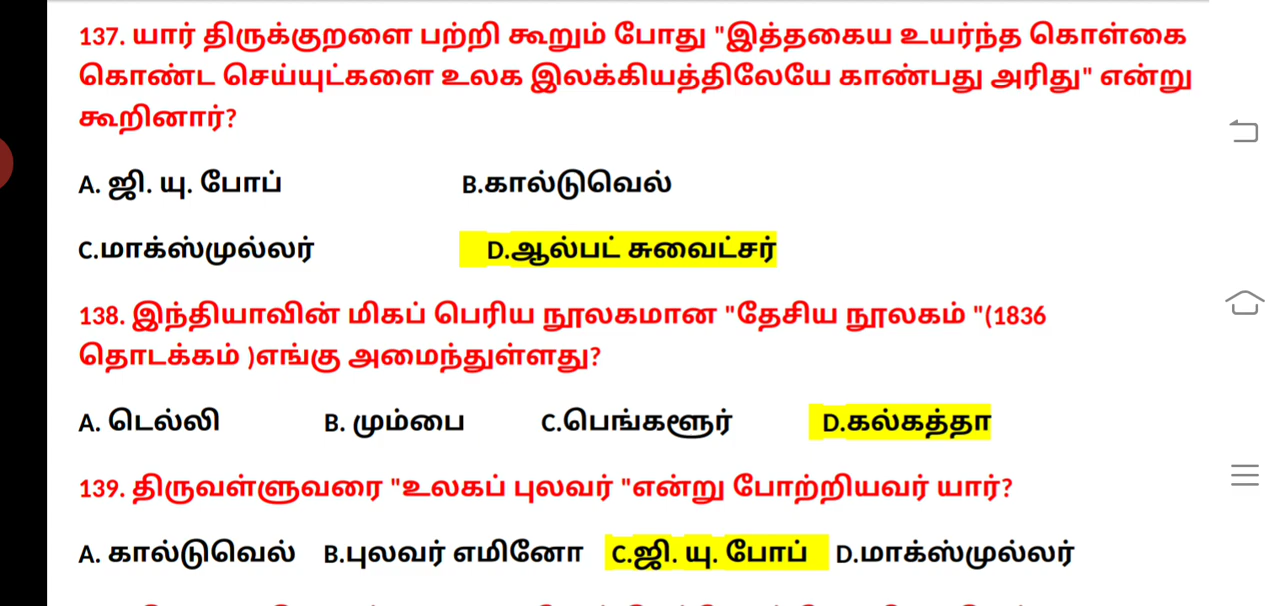 137. யார் திருக்குறளை பற்றி கூறும் போது "இத்தகைய உயர்ந்த கொள்கை
கொண்ட செய்யுட்களை உலக இலக்கியத்திலேயே காண்பது அரிது" என்று
கூறினார்?
A. ஜி. யு. போப் B.கால்டுவெல்
C.மாக்ஸ்முல்லர் D.ஆல்பட் சுவைட்சர்
138. இந்தியாவின் மிகப் பெரிய நூலகமான "தேசிய நூலகம் "(1836
தொடக்கம் )எங்கு அமைந்துள்ளது?
A. டெல்லி B. மும்பை C.பெங்களூர் D.கல்கத்தா
139. திருவள்ளுவரை "உலகப் புலவர் "என்று போற்றியவர் யார்?
A. கால்டுவெல் B.புலவர் எமினோ C.ஜி. யு. போப் D.மாக்ஸ்முல்லர்